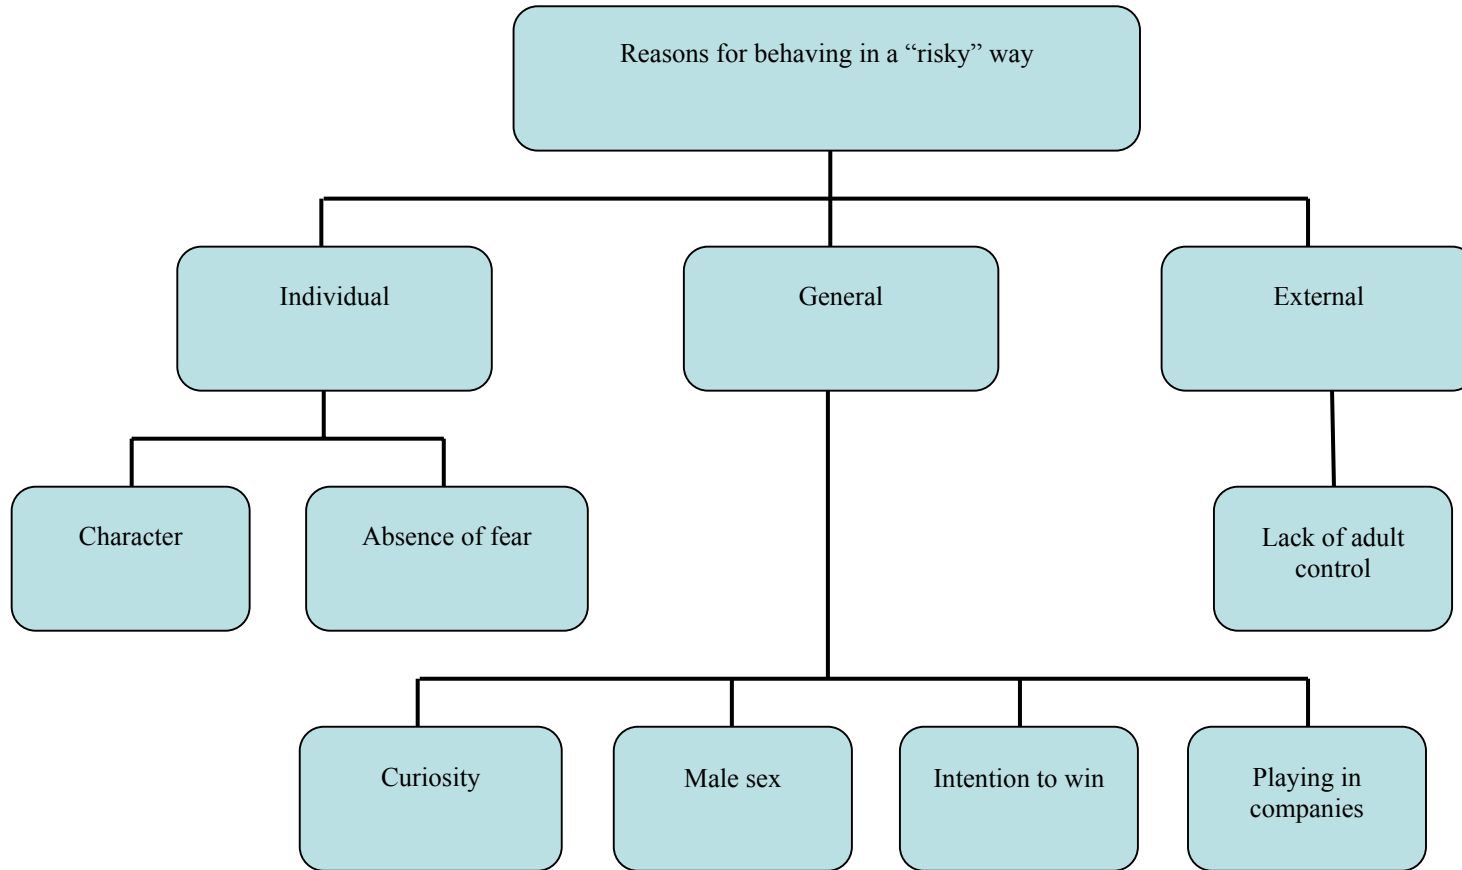 Reasons for behaving in a “risky” way
Individual
General
External
Character
Absence of fear
Lack of adult
control
Curiosity
Male sex
Intention to win
Playing in
companies